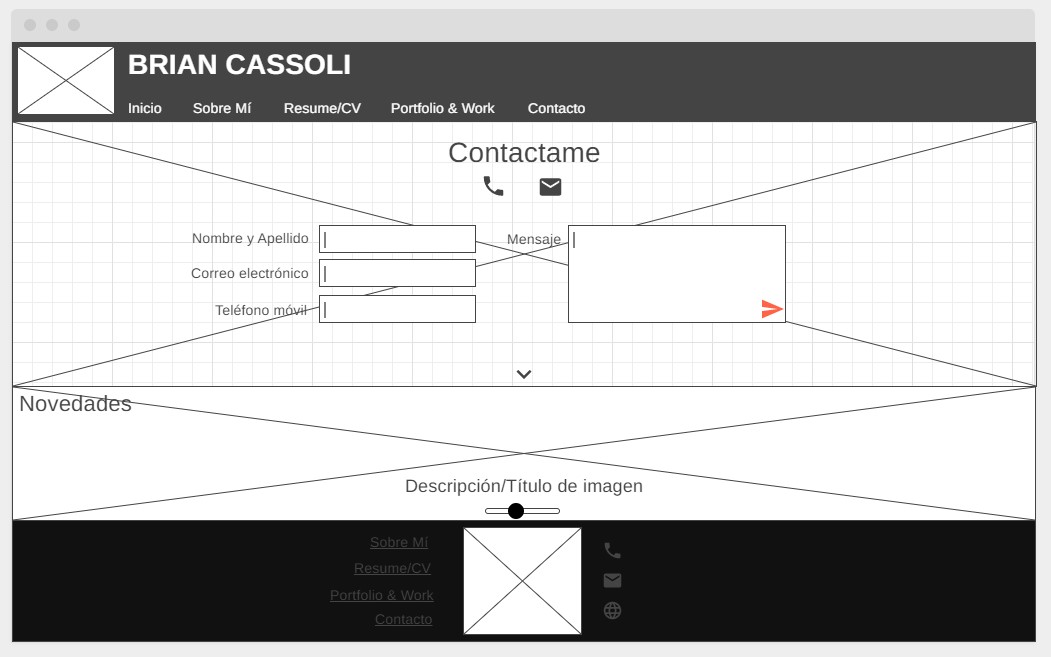 BRIAN CASSOLI
Inicio Sobre Mí Resume/CV Portfolio & Work Contacto
Contactame
Nombre y Apellido
Mensaje
Correo electrónico
Teléfono móvil
Novedades
Descripción/Título de imagen
Sobre Mí
Resume/CV
Portfolio & Work
Contacto